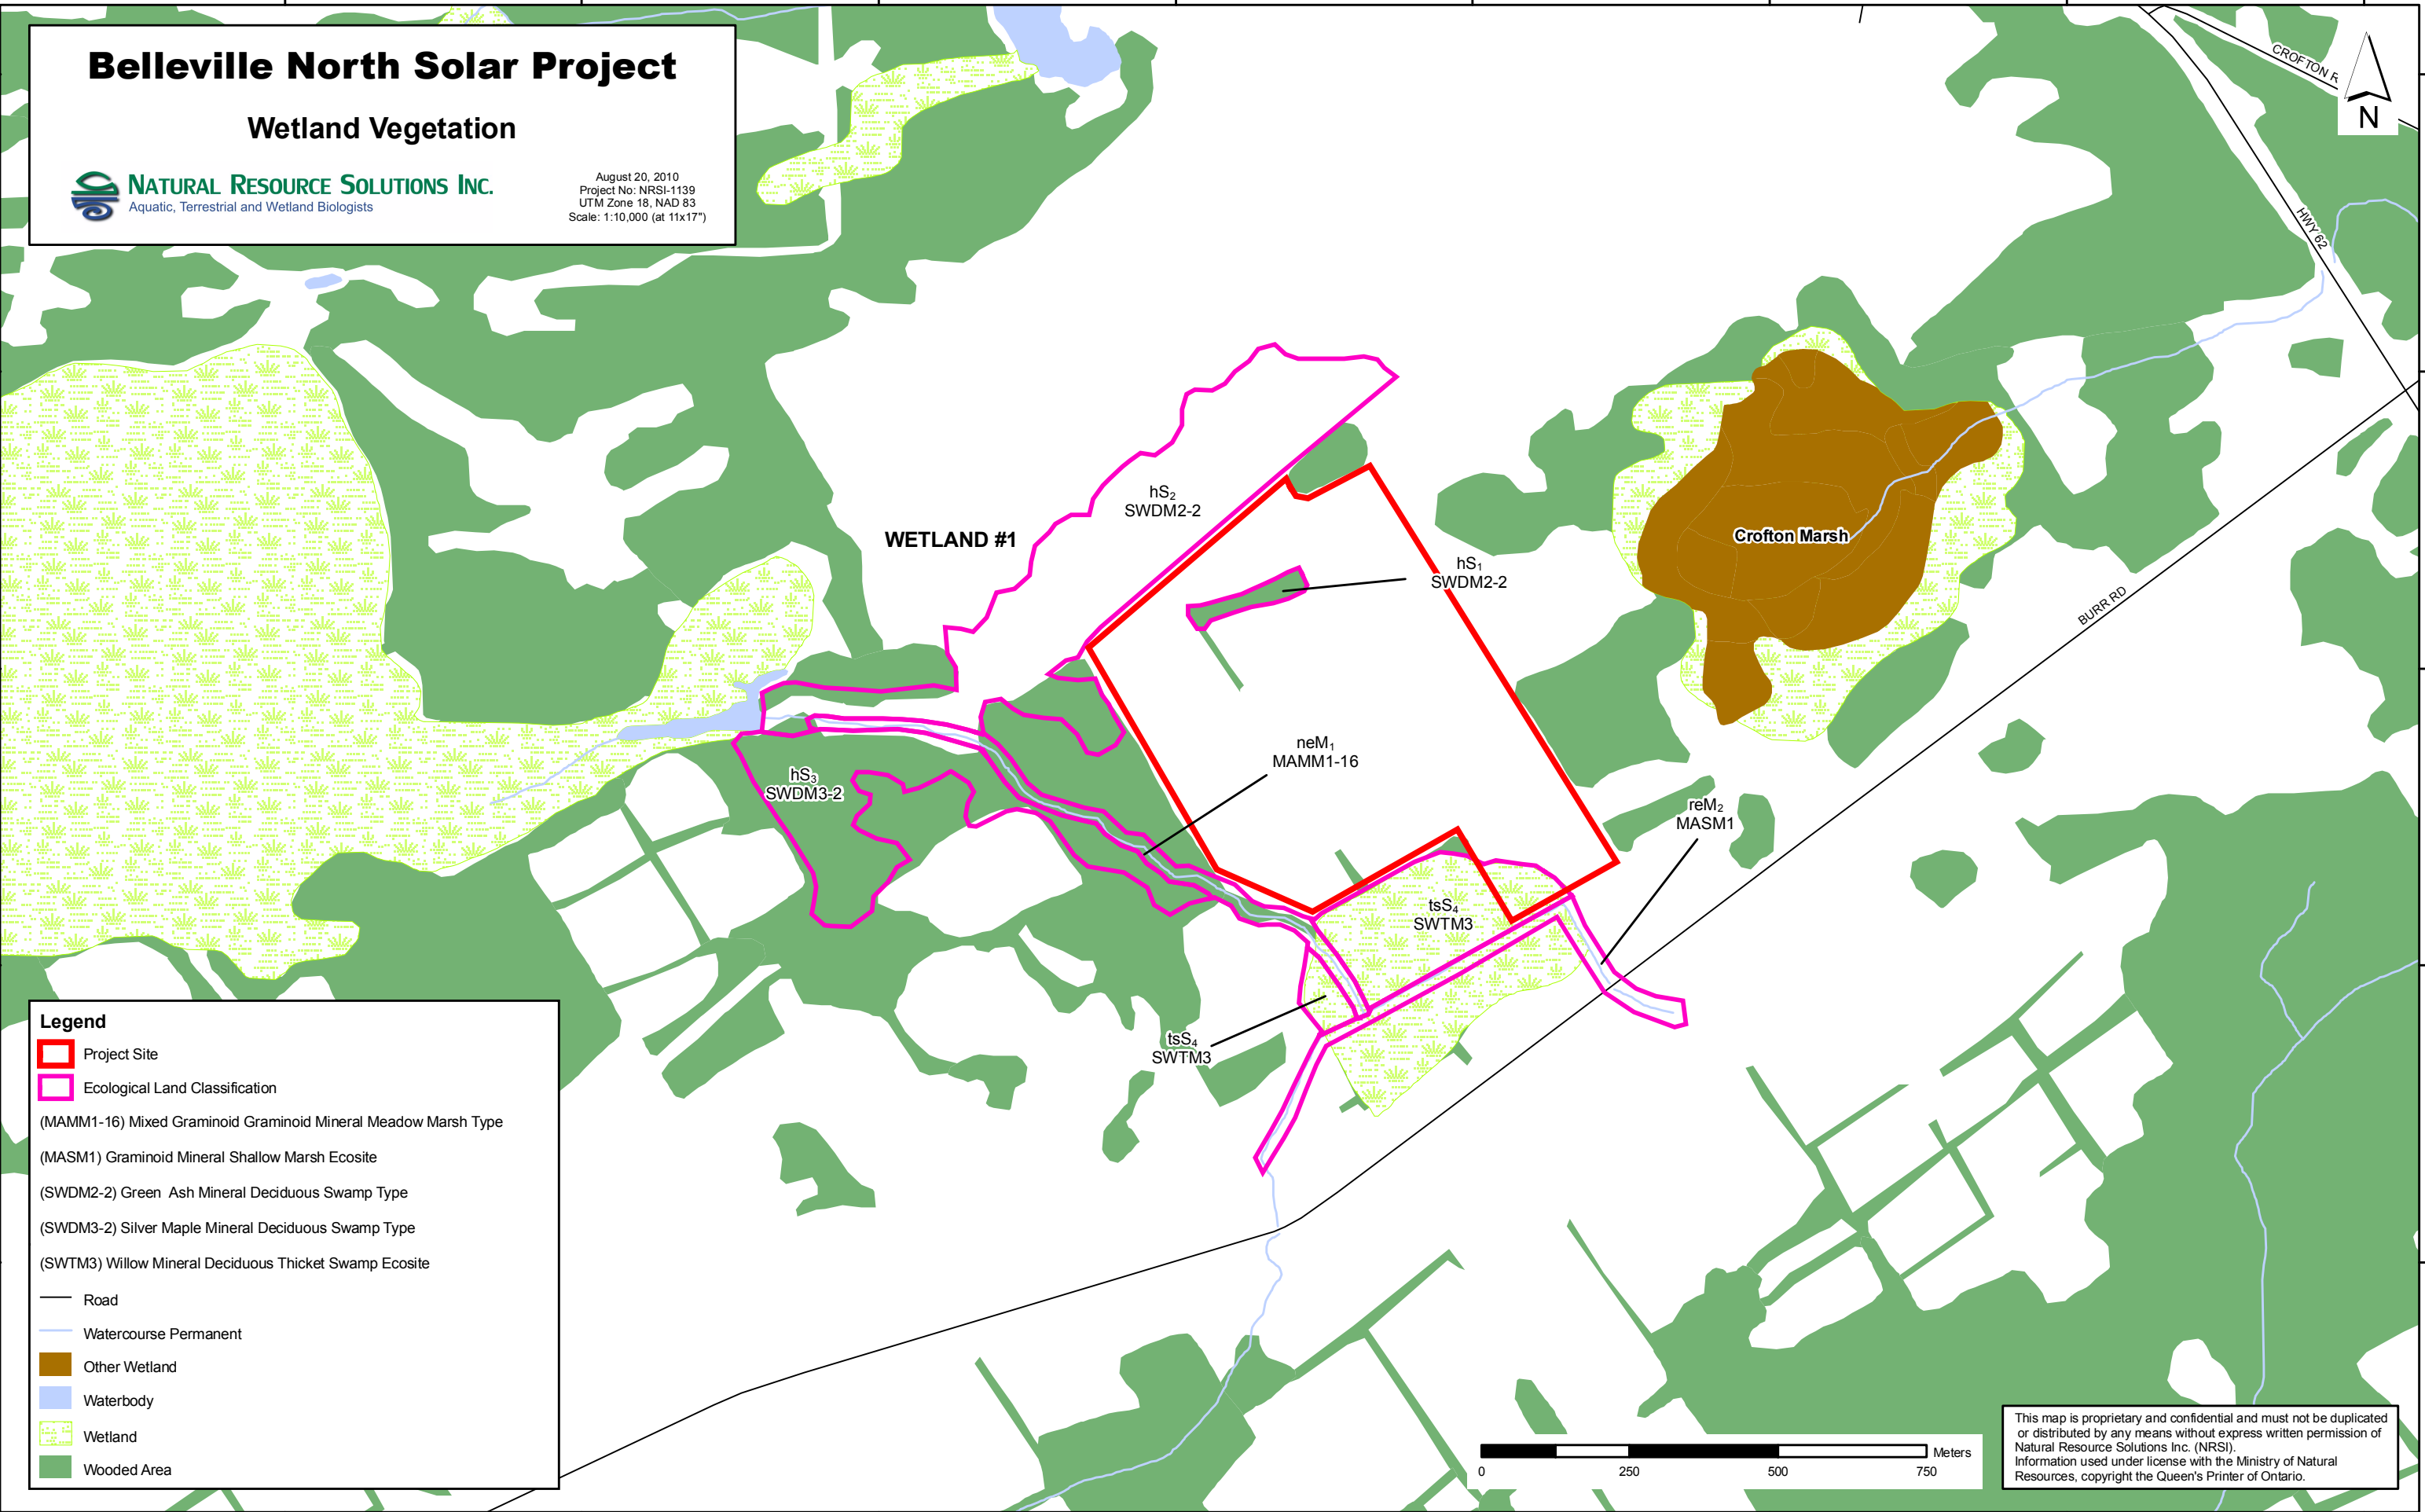 Belleville North Solar Project
Wetland Vegetation
NATURAL RESOURCE SOLUTIONS INC.
Aquatic, Terrestrial and Wetland Biologists
August 20, 2010
Project No: NRSI-1139
UTM Zone 18, NAD 83
Scale: 1:10,000 (at 11x17")
CROFTON R
N
HWY 62
hS2
SWDM2-2
WETLAND #1
Crofton Marsh
hS1
SWDM2-2
BURR RD
neM1
MAMM1-16
hS3
SWDM3-2
reM2
MASM1
tsS4
SWTM3
tsS4
SWTM3
Legend
Project Site
Ecological Land Classification
(MAMM1-16) Mixed Graminoid Graminoid Mineral Meadow Marsh Type
(MASM1) Graminoid Mineral Shallow Marsh Ecosite
(SWDM2-2) Green Ash Mineral Deciduous Swamp Type
(SWDM3-2) Silver Maple Mineral Deciduous Swamp Type
(SWTM3) Willow Mineral Deciduous Thicket Swamp Ecosite
Road
Watercourse Permanent
Other Wetland
Waterbody
Wetland
Wooded Area
Meters
0 250 500 750
This map is proprietary and confidential and must not be duplicated
or distributed by any means without express written permission of
Natural Resource Solutions Inc. (NRSI).
Information used under license with the Ministry of Natural
Resources, copyright the Queen's Printer of Ontario.